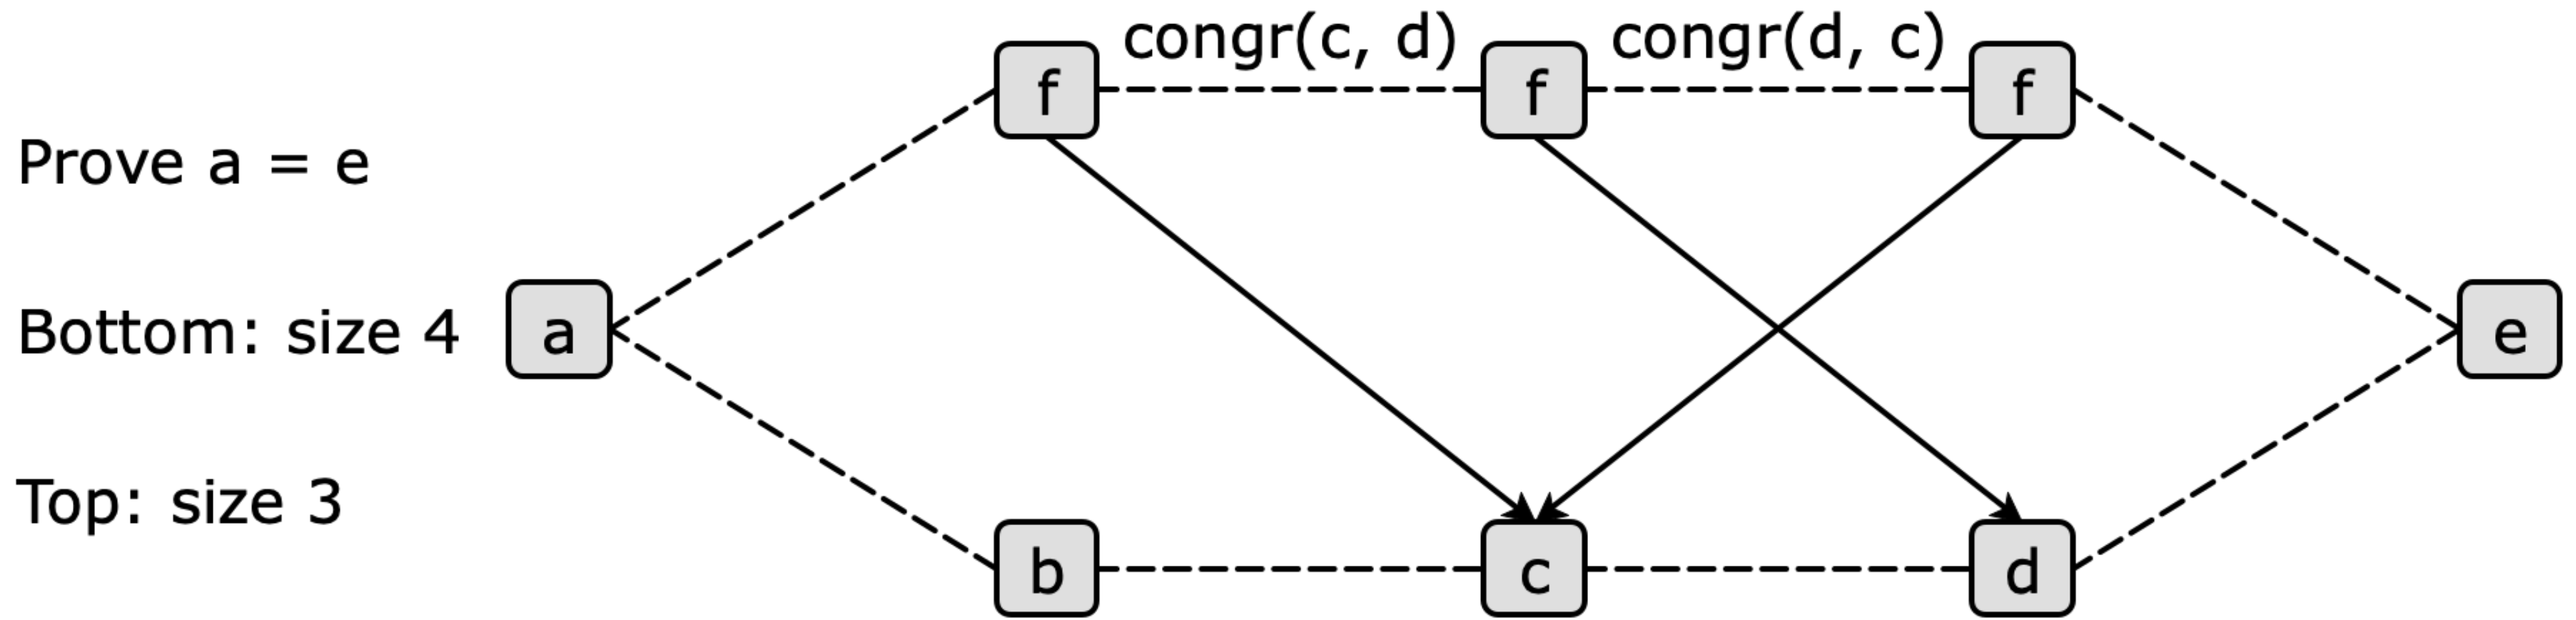 congr(c, d) congr(d, c)
f f f
Prove a = e
Bottom: size 4 a e
Top: size 3
b c d